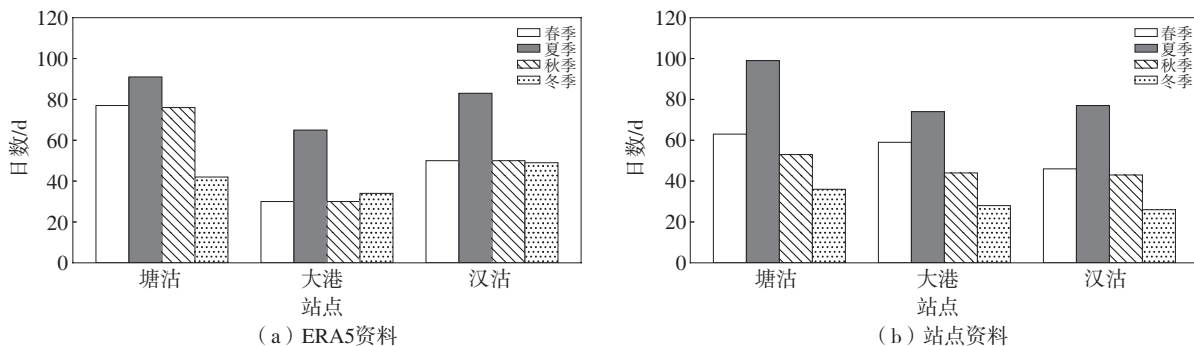 120
100
80
60
40
20
0
日数/d
春季
夏季
秋季
冬季
塘沽 大港 汉沽
站点
（a）ERA5资料
120
100
80
60
40
20
0
日数/d
春季
夏季
秋季
冬季
塘沽 大港 汉沽
站点
（b）站点资料